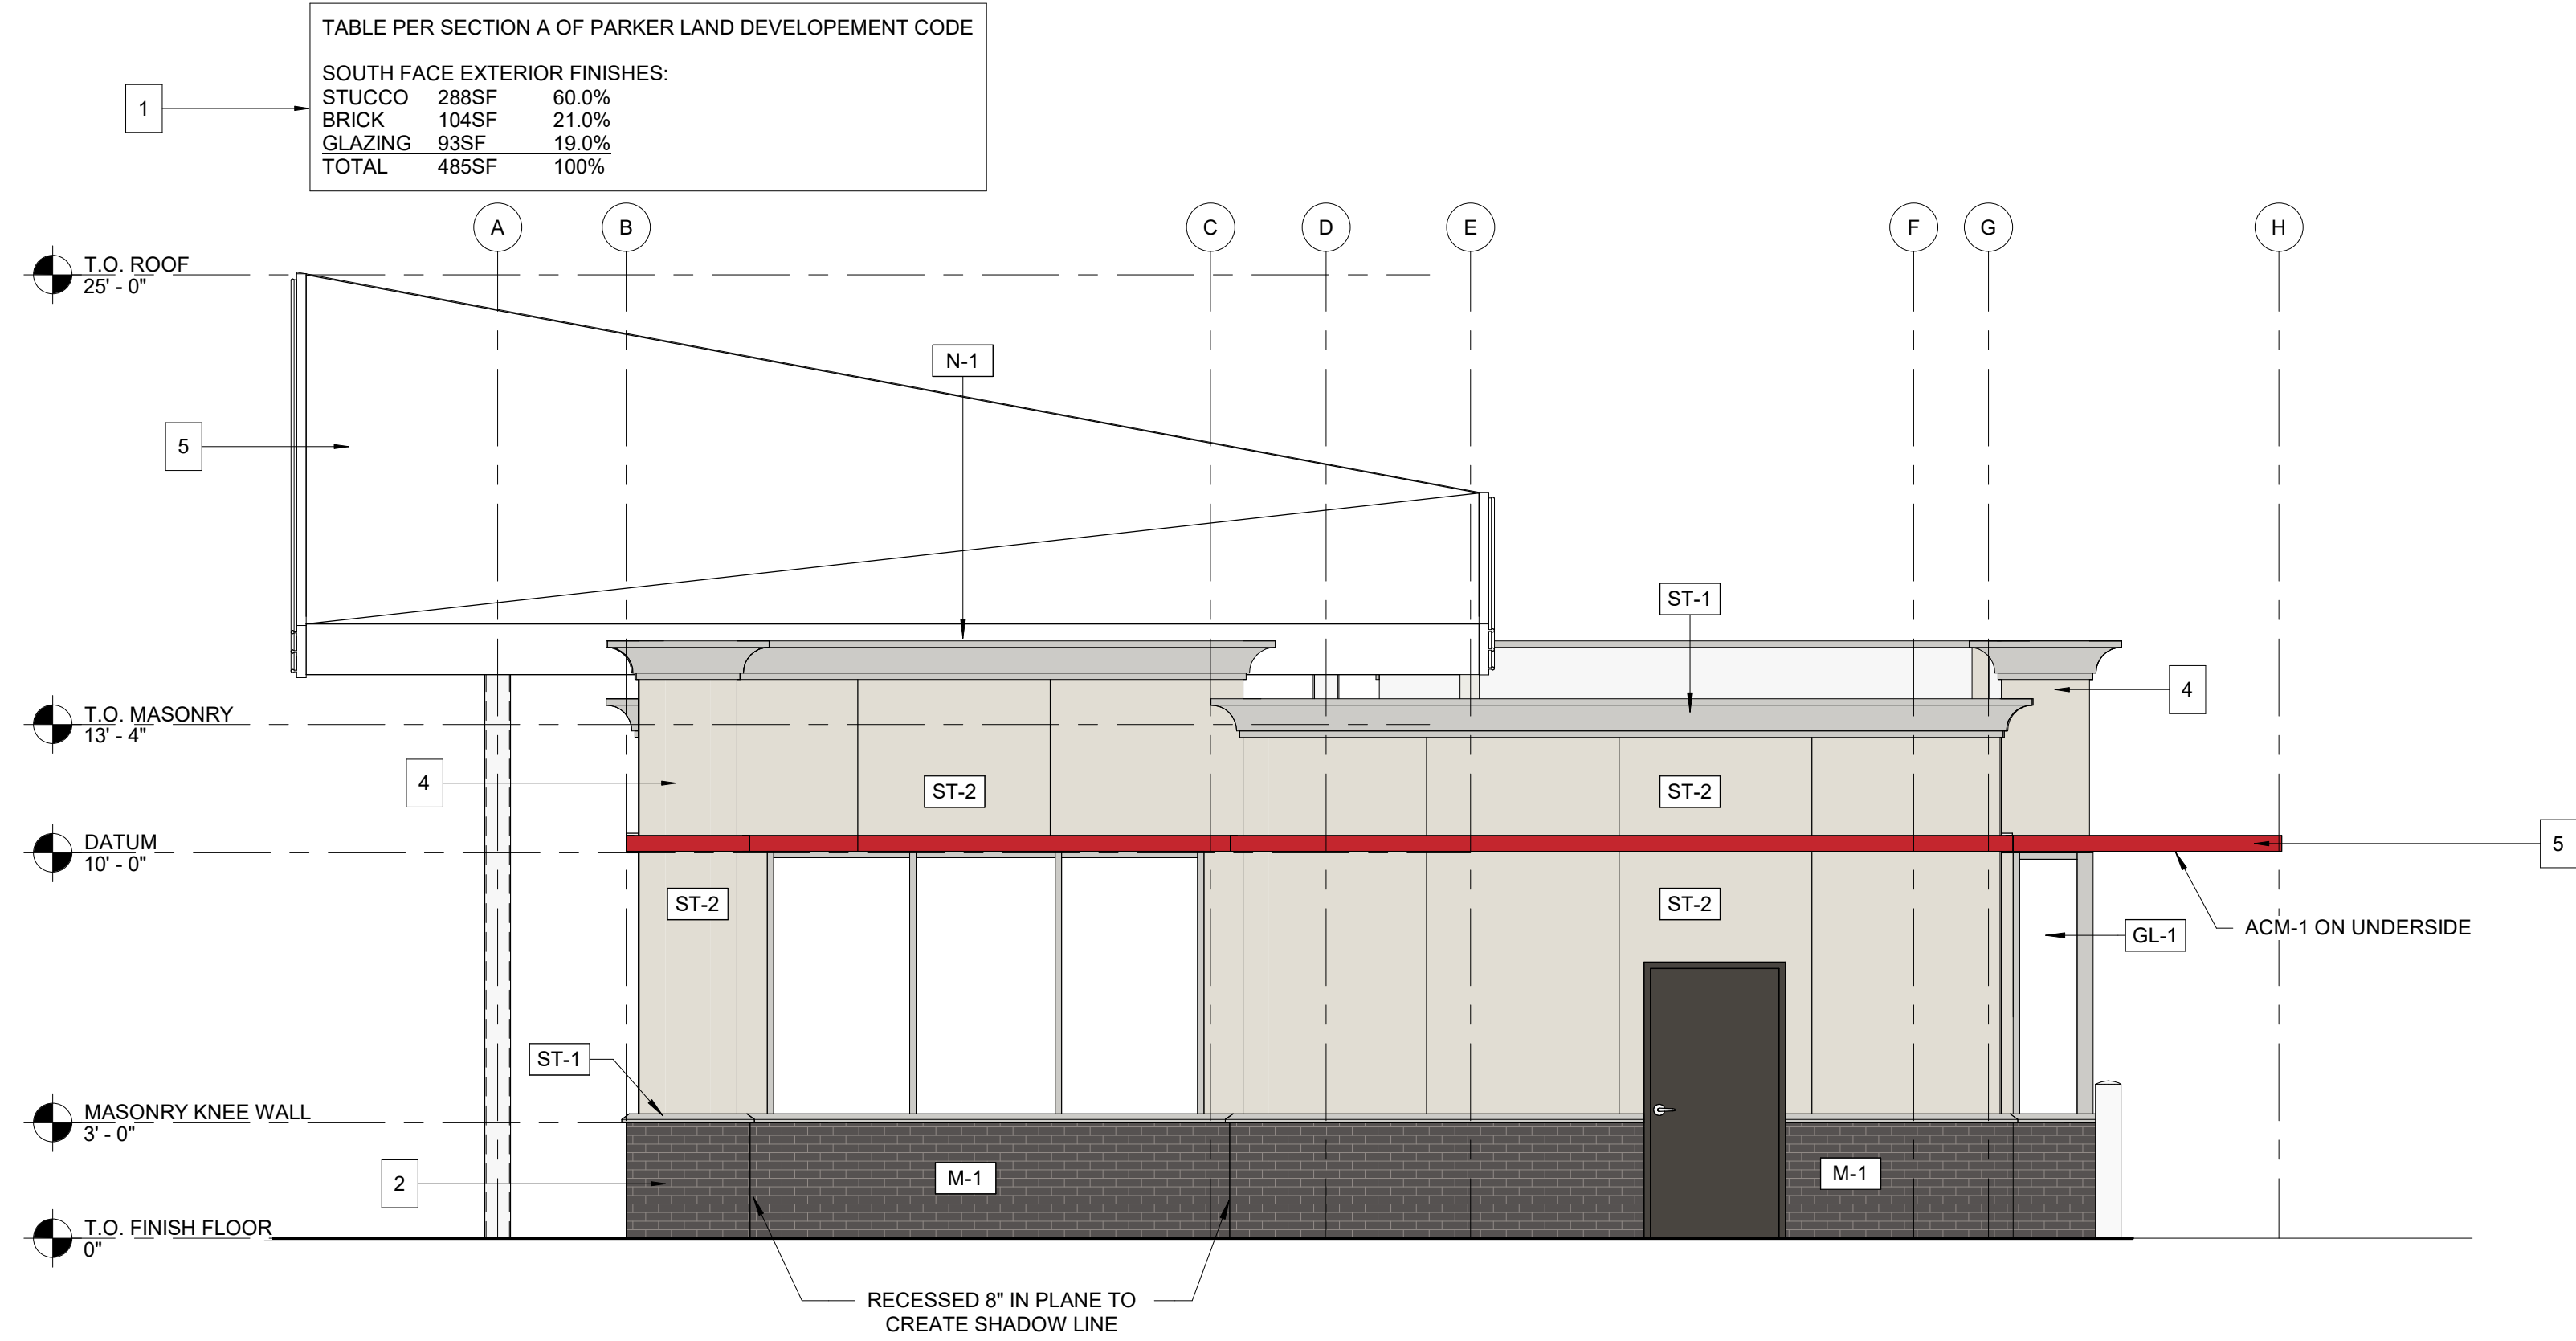 TABLE PER SECTION A OF PARKER LAND DEVELOPEMENT CODE
SOUTH FACE EXTERIOR FINISHES:
STUCCO 288SF 60.0%
BRICK 104SF 21.0%
GLAZING 93SF 19.0%
TOTAL 485SF 100%
1
A B C D E F G H
T.O. ROOF
25' - 0"
N-1
5
ST-1
4
T.O. MASONRY
13' - 4"
4
ST-2
ST-2
DATUM
10' - 0"
5
ST-2
ST-2
GL-1
ACM-1 ON UNDERSIDE
ST-1
MASONRY KNEE WALL
3' - 0"
2
M-1
M-1
T.O. FINISH FLOOR
0"
RECESSED 8" IN PLANE TO
CREATE SHADOW LINE